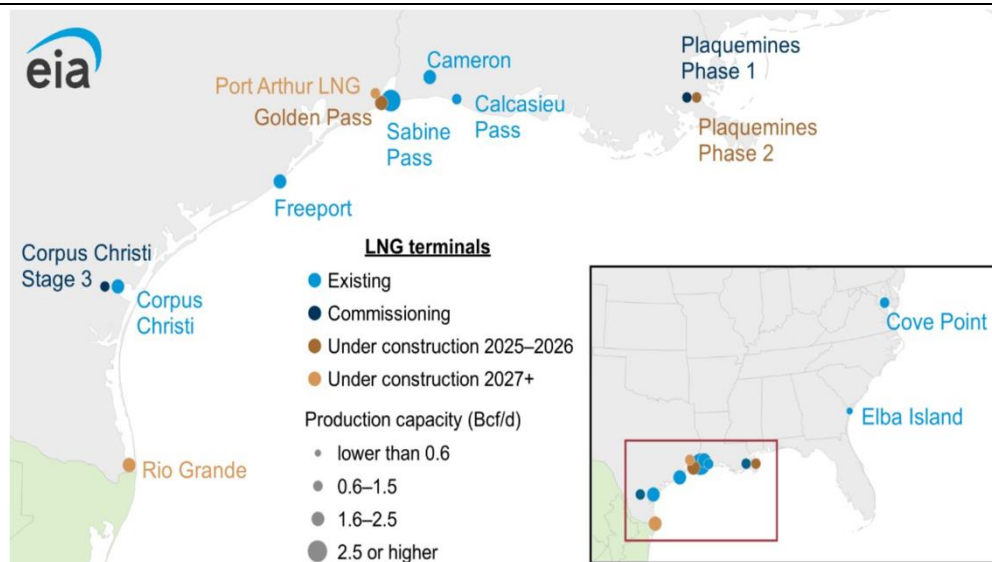 eia
Cameron
Port Arthur LNG
Golden Pass
Sabine
Pass
Calcasieu
Pass
Plaquemines
Phase 1
Plaquemines
Phase 2
Freeport
Corpus Christi
Stage 3
Corpus
Christi
Rio Grande
LNG terminals
Existing
Commissioning
Under construction 2025–2026
Under construction 2027+
Production capacity (Bcf/d)
lower than 0.6
0.6–1.5
1.6–2.5
2.5 or higher
Cove Point
Elba Island